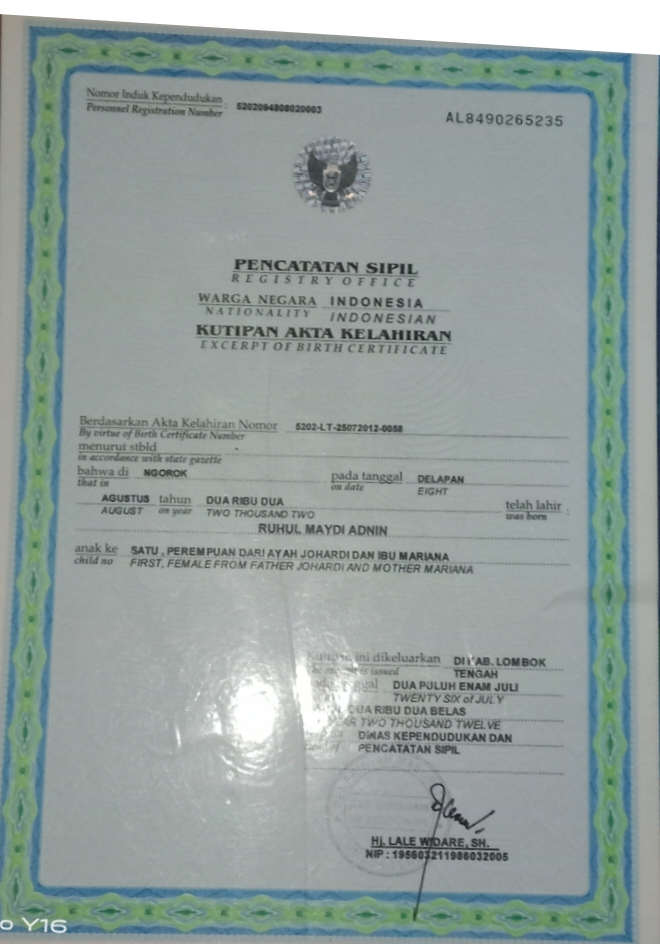 Nomor Induk Kependudukan : 5202084808020003
Personnel Registration Number
AL8490265235
PENCATATAN SIPIL
REGISTRY OFFICE
WARGA NEGARA INDONESIA
NATIONALITY INDONESIAN
KUTIPAN AKTA KELAHIRAN
EXCERPT OF BIRTH CERTIFICATE
Berdasarkan Akta Kelahiran Nomor 5202-LT-25072012-0058
By virtue of Birth Certificate Number
menurut stbld -
in accordance with state gazette
bahwa di NGOROK pada tanggal DELAPAN
that in on date EIGHT
AGUSTUS tahun DUA RIBU DUA telah lahir :
AUGUST on year TWO THOUSAND TWO was born
RUHUL MAYDI ADNIN
anak ke SATU , PEREMPUAN DARI AYAH JOHARDI DAN IBU MARIANA
child no FIRST, FEMALE FROM FATHER JOHARDI AND MOTHER MARIANA
ini dikeluarkan DI KAB. LOMBOK
issued TENGAH
DUA PULUH ENAM JULI
TWENTY SIX of JULY
DUA RIBU DUA BELAS
TWO THOUSAND TWELVE
DINAS KEPENDUDUKAN DAN
PENCATATAN SIPIL
Hj. LALE WIDARE, SH.
NIP : 195603211986032005
Y16